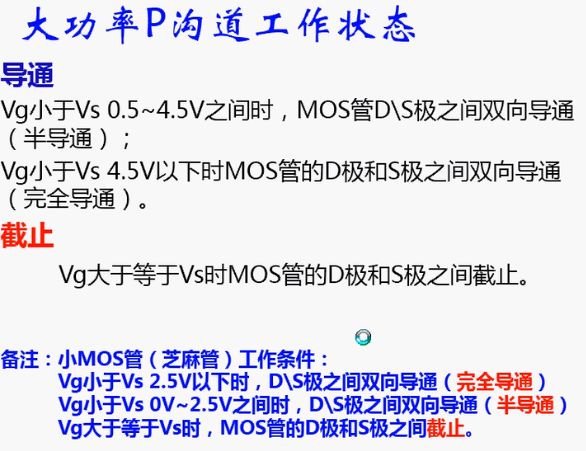 大功率P沟道工作状态
导通
Vg小于Vs 0.5~4.5V之间时，MOS管D\S极之间双向导通
（半导通）；
Vg小于Vs 4.5V以下时MOS管的D极和S极之间双向导通
（完全导通）。
截止
Vg大于等于Vs时MOS管的D极和S极之间截止。
备注：小MOS管（芝麻管）工作条件：
Vg小于Vs 2.5V以下时，D\S极之间双向导通（完全导通）
Vg小于Vs 0V~2.5V之间时，D\S极之间双向导通（半导通）
Vg大于等于Vs时，MOS管的D极和S极之间截止。